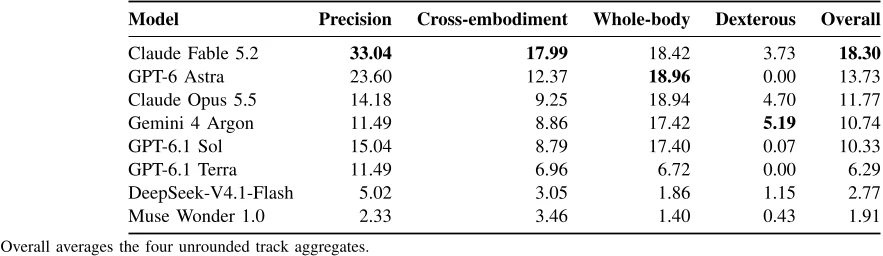 Model Precision Cross-embodiment Whole-body Dexterous Overall
Claude Fable 5.2 33.04 17.99 18.42 3.73 18.30
GPT-6 Astra 23.60 12.37 18.96 0.00 13.73
Claude Opus 5.5 14.18 9.25 18.94 4.70 11.77
Gemini 4 Argon 11.49 8.86 17.42 5.19 10.74
GPT-6.1 Sol 15.04 8.79 17.40 0.07 10.33
GPT-6.1 Terra 11.49 6.96 6.72 0.00 6.29
DeepSeek-V4.1-Flash 5.02 3.05 1.86 1.15 2.77
Muse Wonder 1.0 2.33 3.46 1.40 0.43 1.91
Overall averages the four unrounded track aggregates.